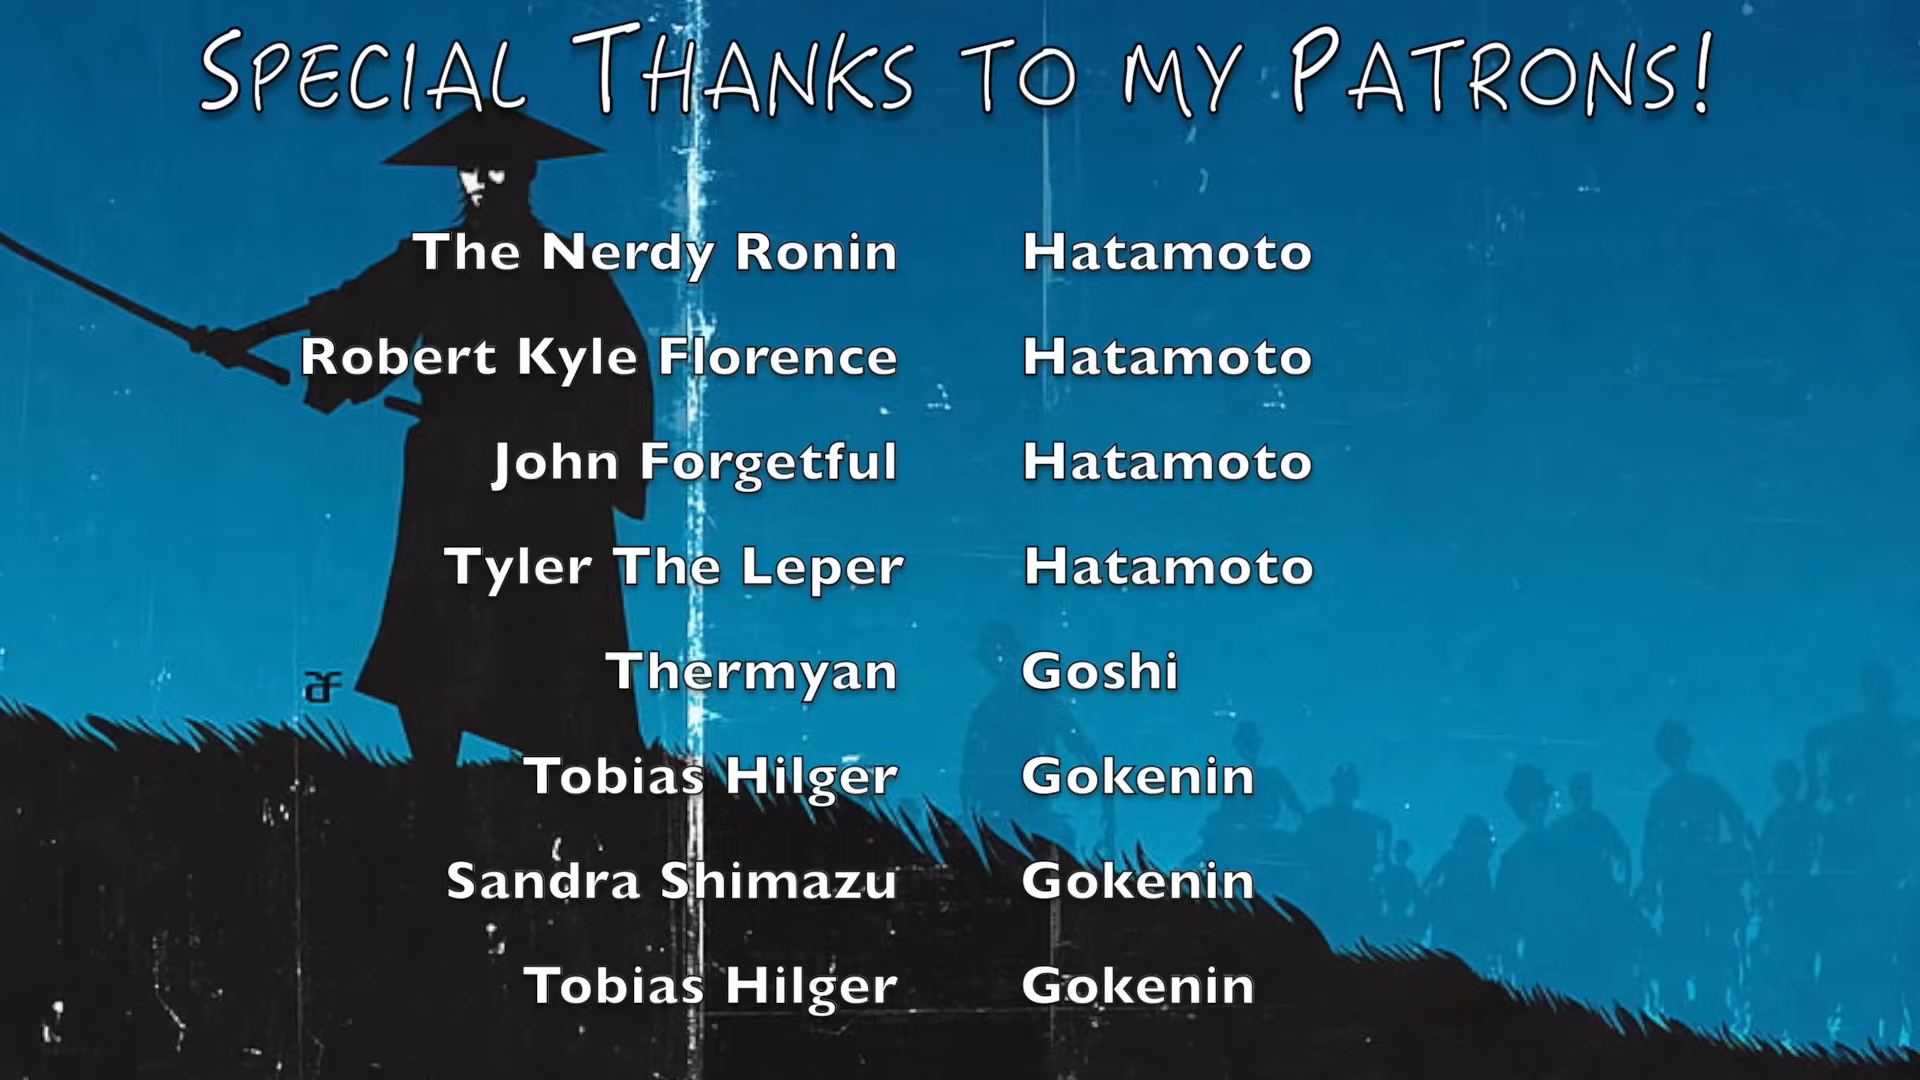 Special Thanks to my Patrons!
The Nerdy Ronin Hatamoto
Robert Kyle Florence Hatamoto
John Forgetful Hatamoto
Tyler The Leper Hatamoto
Thermyan Goshi
Tobias Hilger Gokenin
Sandra Shimazu Gokenin
Tobias Hilger Gokenin